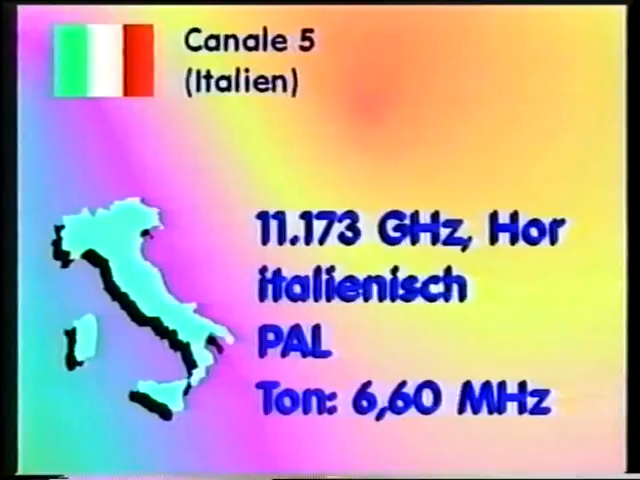 Canale 5
(Italien)
11.173 GHz, Hor
italienisch
PAL
Ton: 6,60 MHz